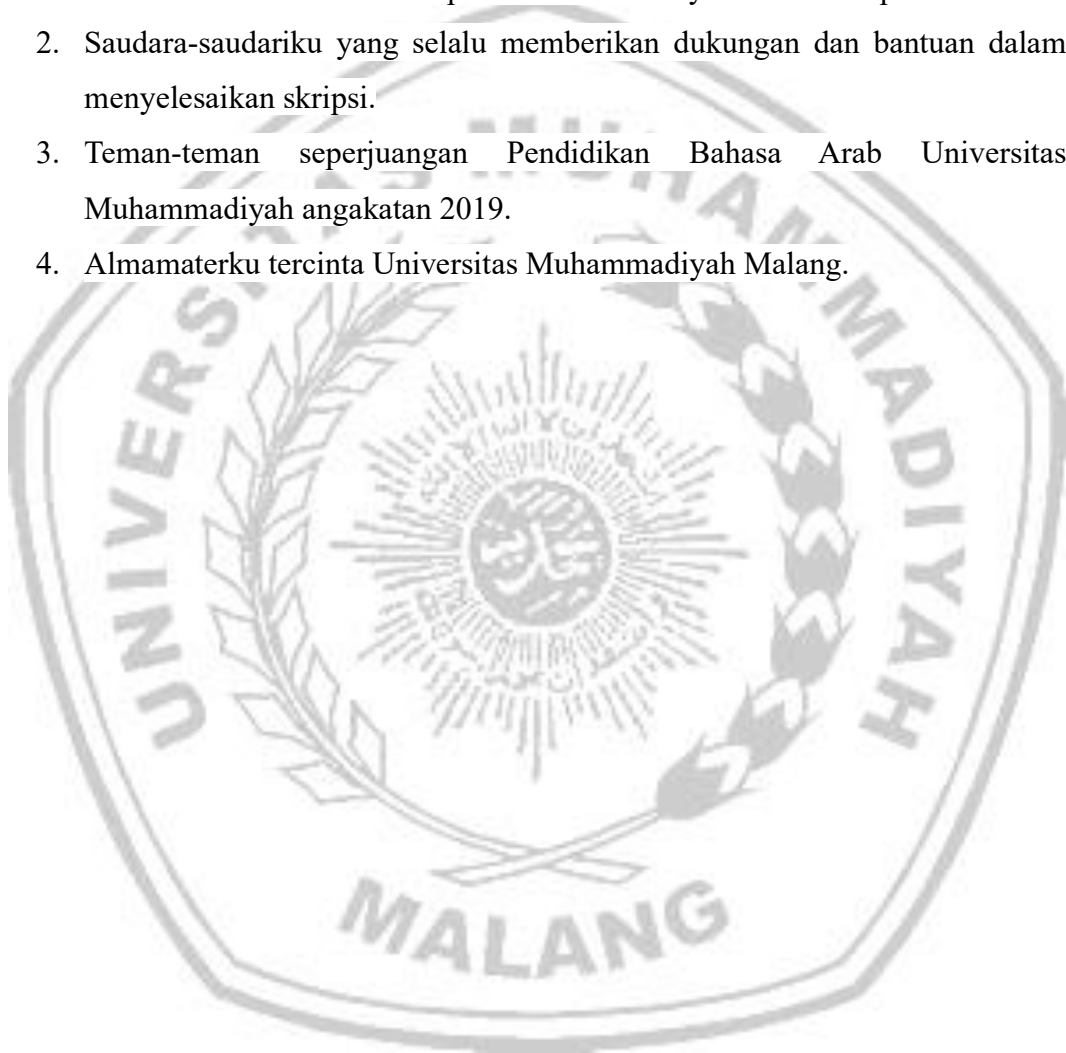 2. Saudara-saudariku yang selalu memberikan dukungan dan bantuan dalam
menyelesaikan skripsi.
3. Teman-teman seperjuangan Pendidikan Bahasa Arab Universitas
Muhammadiyah angakatan 2019.
4. Almamaterku tercinta Universitas Muhammadiyah Malang.
UNIVERSITAS MUHAMMADIYAH
MALANG